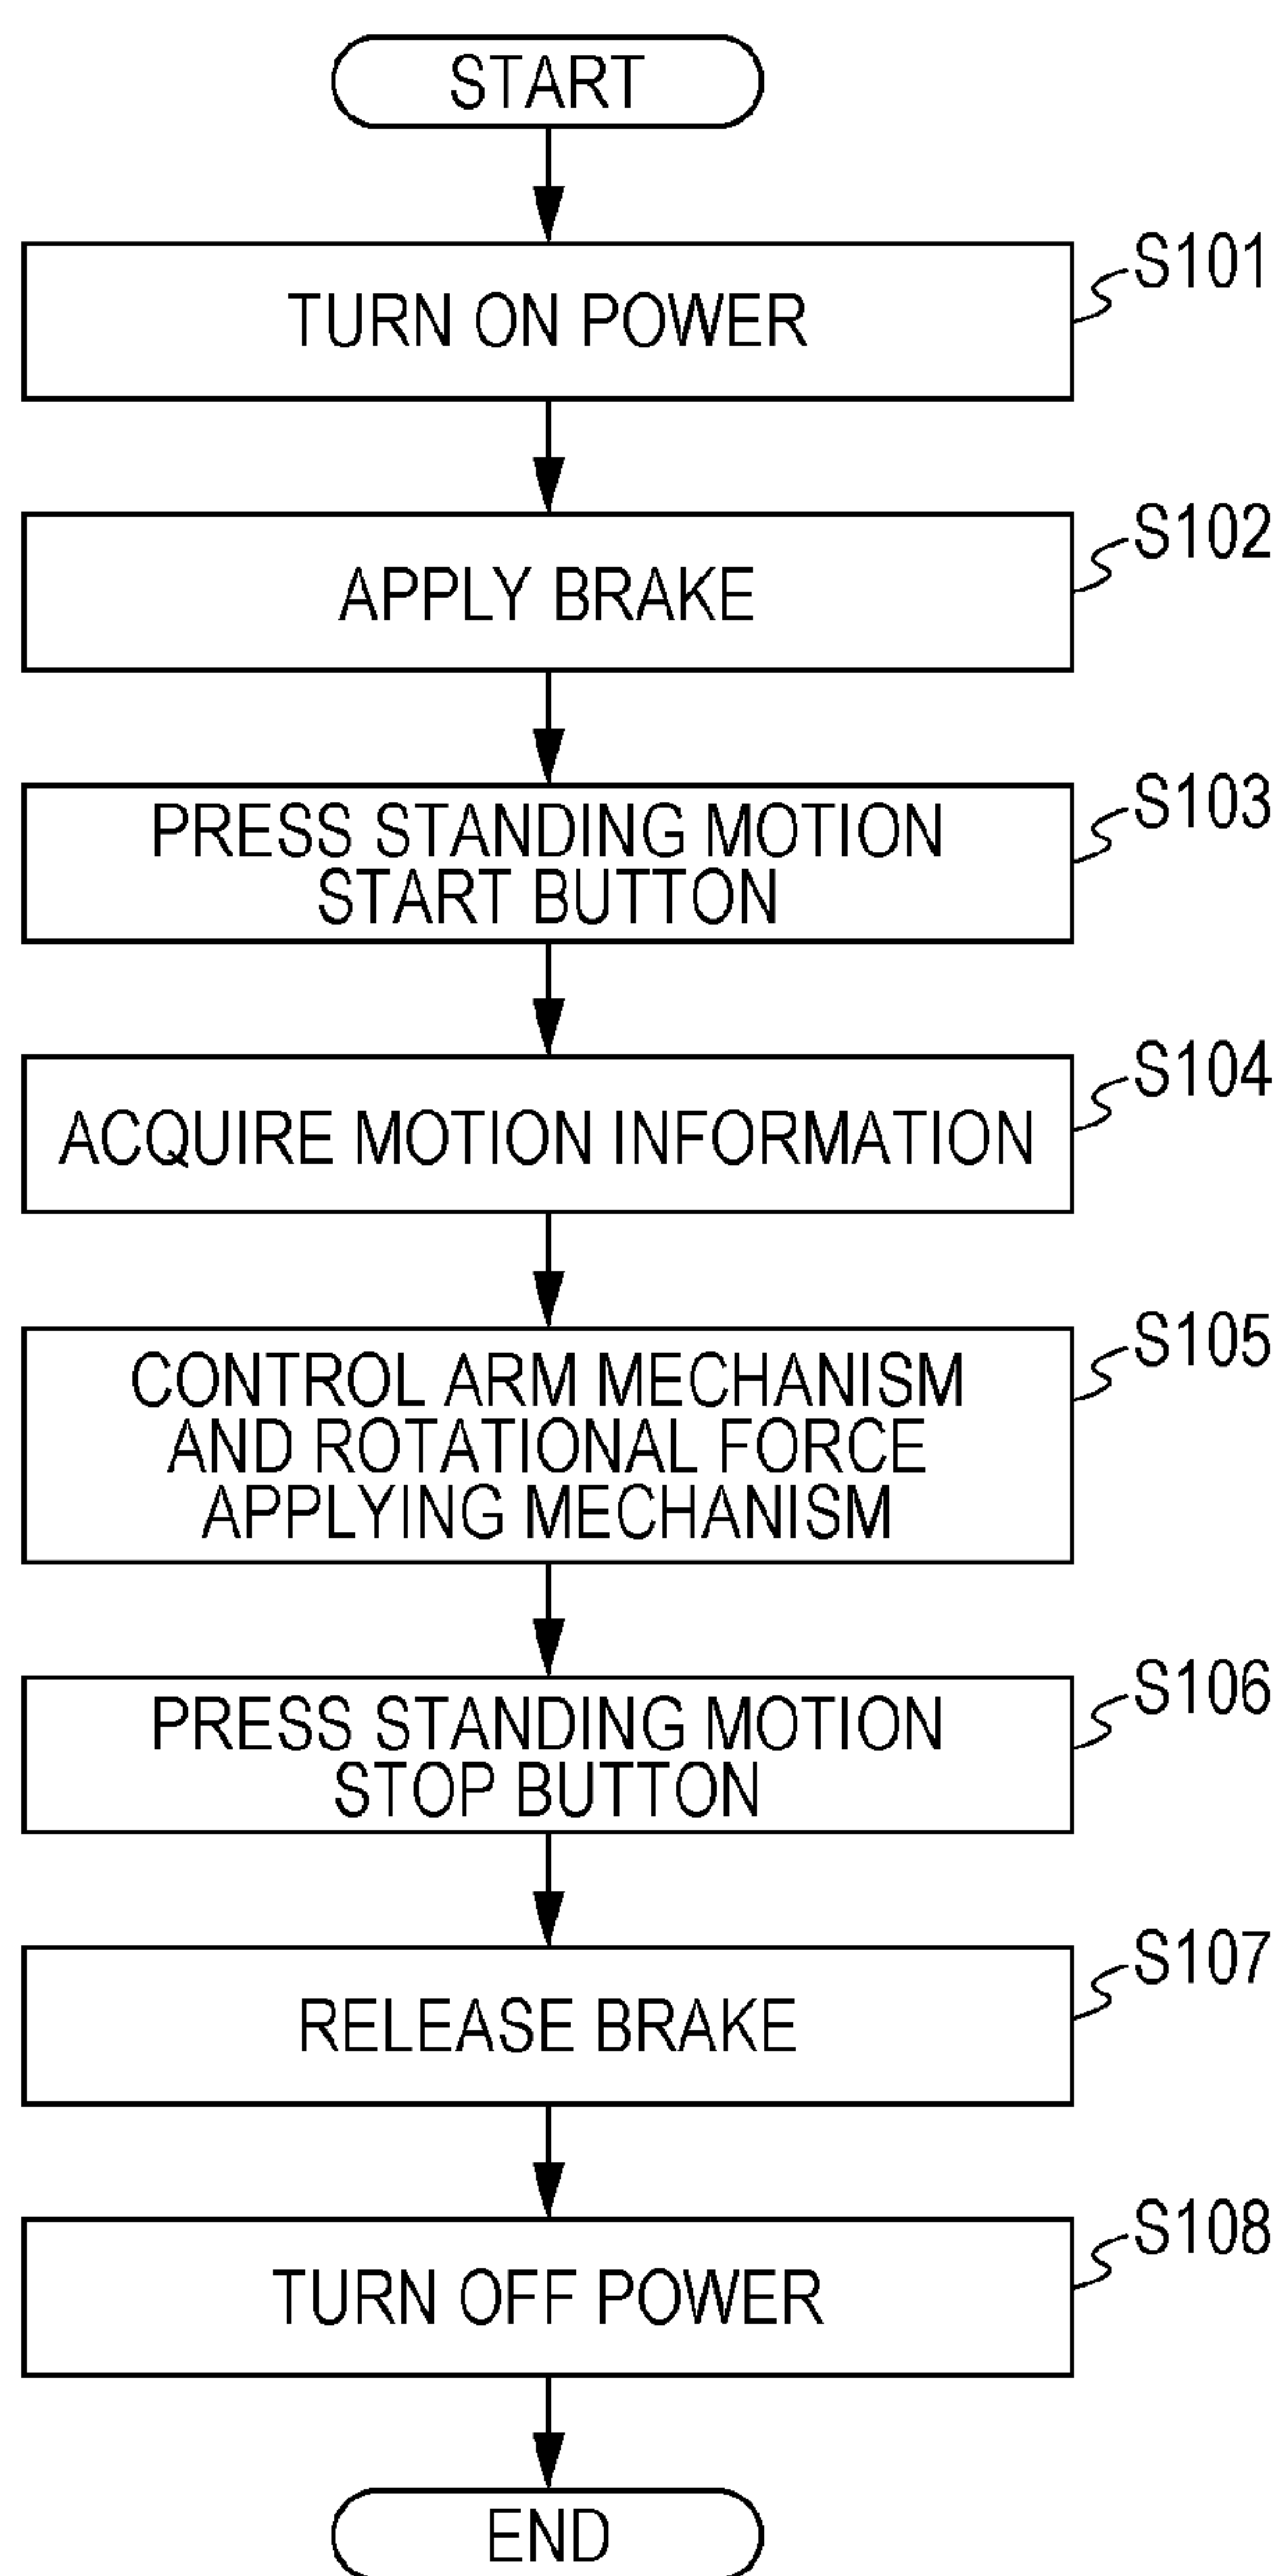 START
S101
TURN ON POWER
S102
APPLY BRAKE
S103
PRESS STANDING MOTION
START BUTTON
S104
ACQUIRE MOTION INFORMATION
S105
CONTROL ARM MECHANISM
AND ROTATIONAL FORCE
APPLYING MECHANISM
S106
PRESS STANDING MOTION
STOP BUTTON
S107
RELEASE BRAKE
S108
TURN OFF POWER
END